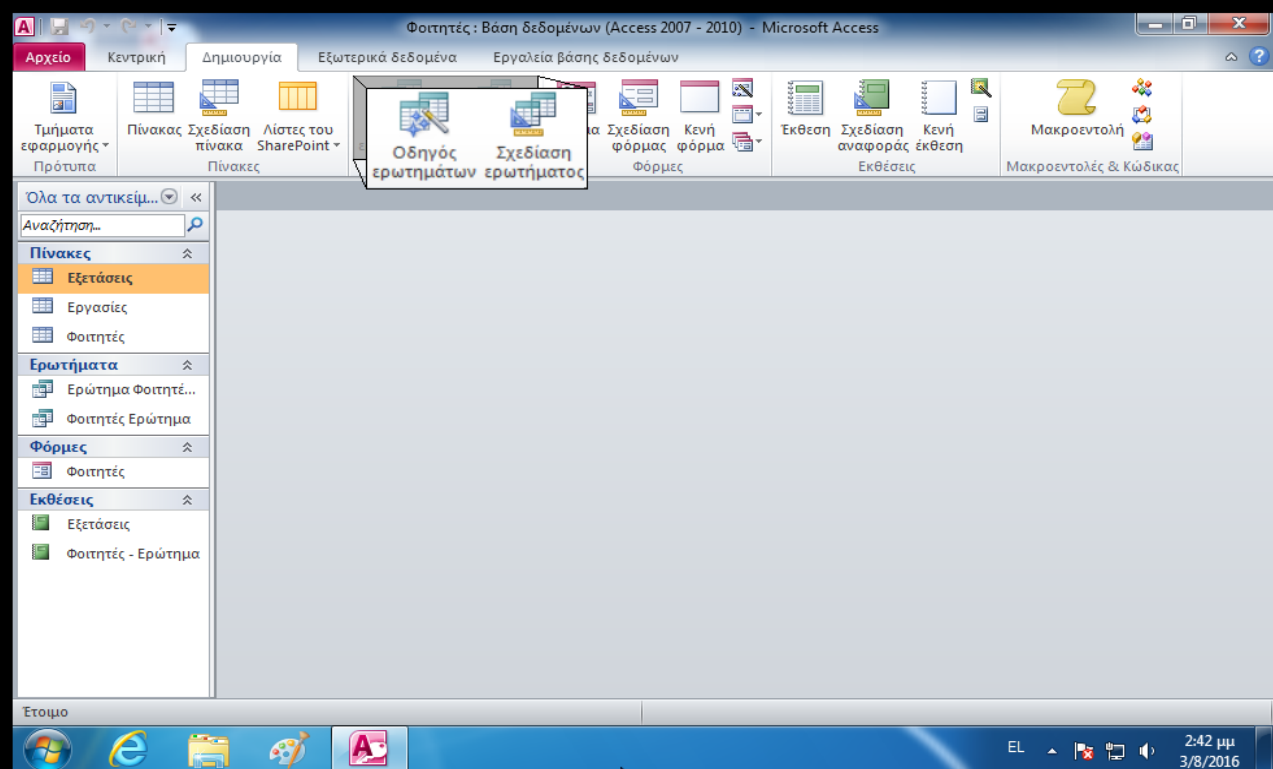 Φοιτητές : Βάση δεδομένων (Access 2007 - 2010) - Microsoft Access
Αρχείο Κεντρική Δημιουργία Εξωτερικά δεδομένα Εργαλεία βάσης δεδομένων
Τμήματα εφαρμογής
Πίνακας
Σχεδίαση πίνακα
Λίστες του SharePoint
Οδηγός ερωτημάτων
Σχεδίαση ερωτήματος
Σχεδίαση φόρμας
Κενή φόρμα
Έκθεση
Σχεδίαση αναφοράς
Κενή έκθεση
Μακροεντολή
Πρότυπα Πίνακες Φόρμες Εκθέσεις Μακροεντολές & Κώδικας
Όλα τα αντικείμ...
Αναζήτηση...
Πίνακες
Εξετάσεις
Εργασίες
Φοιτητές
Ερωτήματα
Ερώτημα Φοιτητέ...
Φοιτητές Ερώτημα
Φόρμες
Φοιτητές
Εκθέσεις
Εξετάσεις
Φοιτητές - Ερώτημα
Έτοιμο
EL
2:42 μμ
3/8/2016